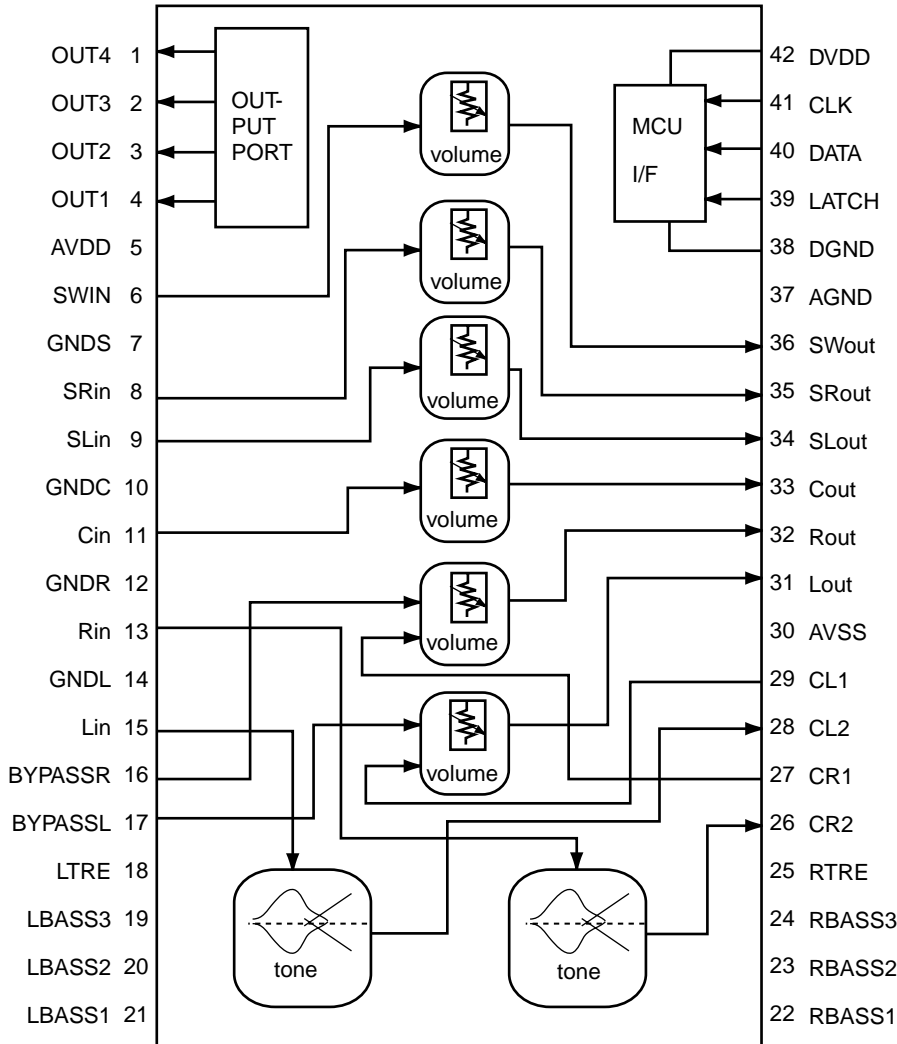 OUT4 1
OUT3 2
OUT2 3
OUT1 4
AVDD 5
SWIN 6
GNDS 7
SRin 8
SLin 9
GNDC 10
Cin 11
GNDR 12
Rin 13
GNDL 14
Lin 15
BYPASSR 16
BYPASSL 17
LTRE 18
LBASS3 19
LBASS2 20
LBASS1 21
OUT-
PUT
PORT
volume
volume
volume
volume
volume
volume
tone
tone
MCU
I/F
42 DVDD
41 CLK
40 DATA
39 LATCH
38 DGND
37 AGND
36 SWout
35 SRout
34 SLout
33 Cout
32 Rout
31 Lout
30 AVSS
29 CL1
28 CL2
27 CR1
26 CR2
25 RTRE
24 RBASS3
23 RBASS2
22 RBASS1